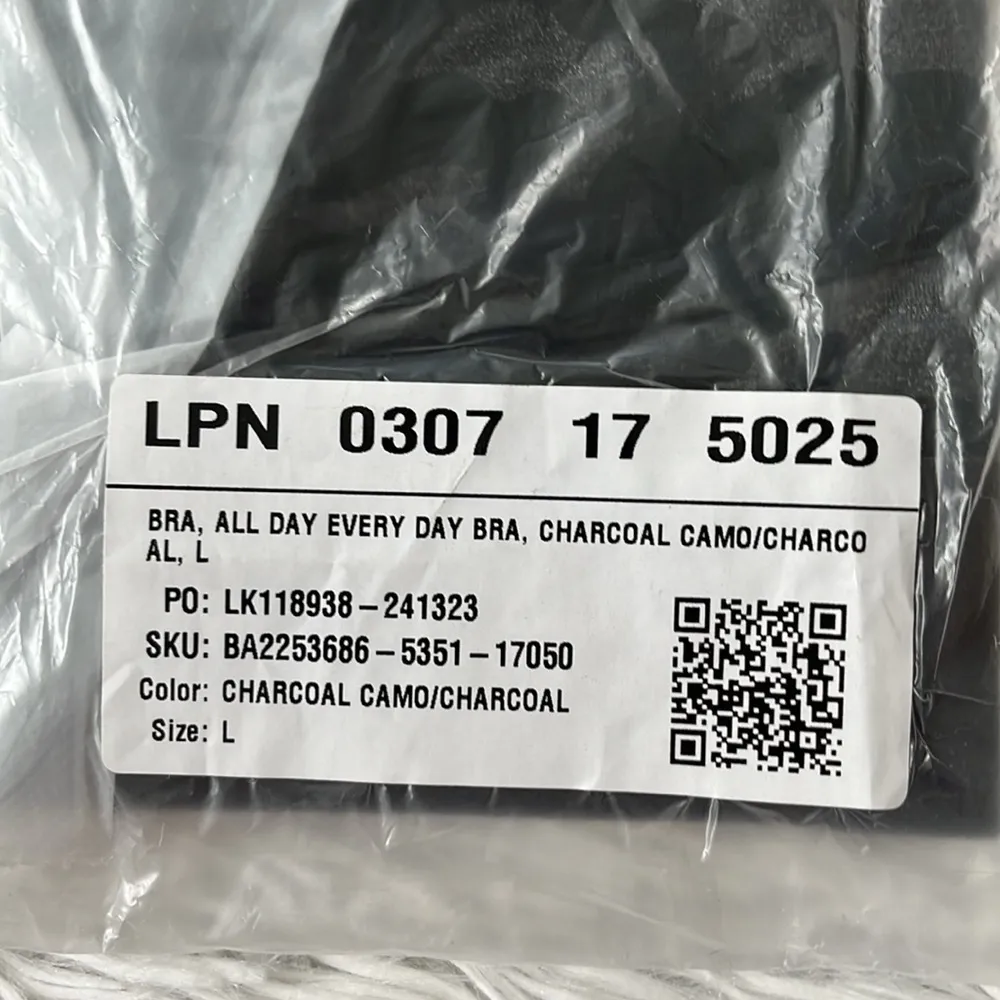 LPN 0307 17 5025
BRA, ALL DAY EVERY DAY BRA, CHARCOAL CAMO/CHARCO
AL, L
PO: LK118938-241323
SKU: BA2253686-5351-17050
Color: CHARCOAL CAMO/CHARCOAL
Size: L